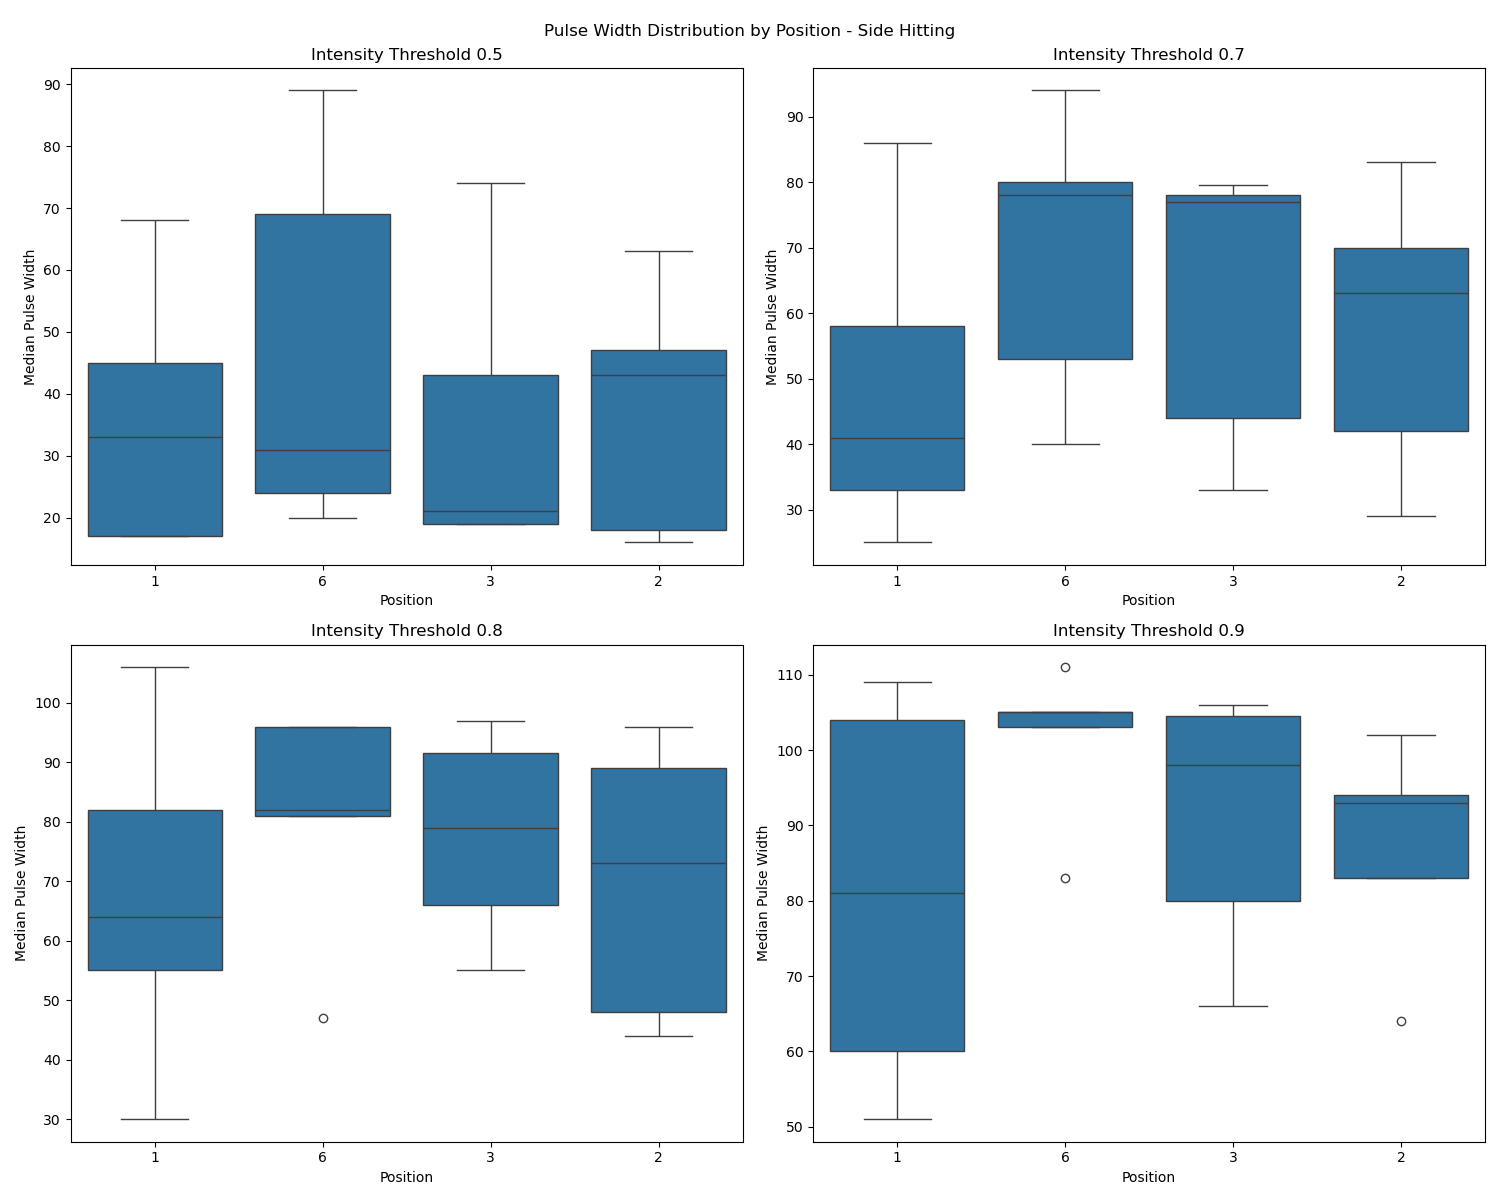 Pulse Width Distribution by Position - Side Hitting
Intensity Threshold 0.5
90
80
70
60
50
40
30
20
Median Pulse Width
1 6 3 2
Position
Intensity Threshold 0.7
90
80
70
60
50
40
30
Median Pulse Width
1 6 3 2
Position
Intensity Threshold 0.8
100
90
80
70
60
50
40
30
Median Pulse Width
1 6 3 2
Position
Intensity Threshold 0.9
110
100
90
80
70
60
50
Median Pulse Width
1 6 3 2
Position